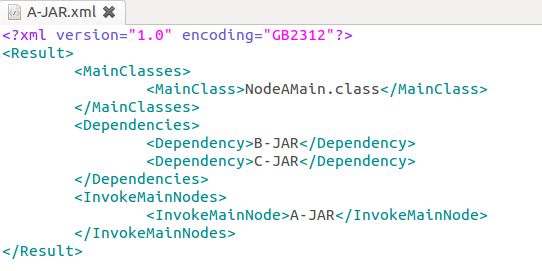 A-JAR.xml
<?xml version="1.0" encoding="GB2312"?>
<Result>
	<MainClasses>
		<MainClass>NodeAMain.class</MainClass>
	</MainClasses>
	<Dependencies>
		<Dependency>B-JAR</Dependency>
		<Dependency>C-JAR</Dependency>
	</Dependencies>
	<InvokeMainNodes>
		<InvokeMainNode>A-JAR</InvokeMainNode>
	</InvokeMainNodes>
</Result>